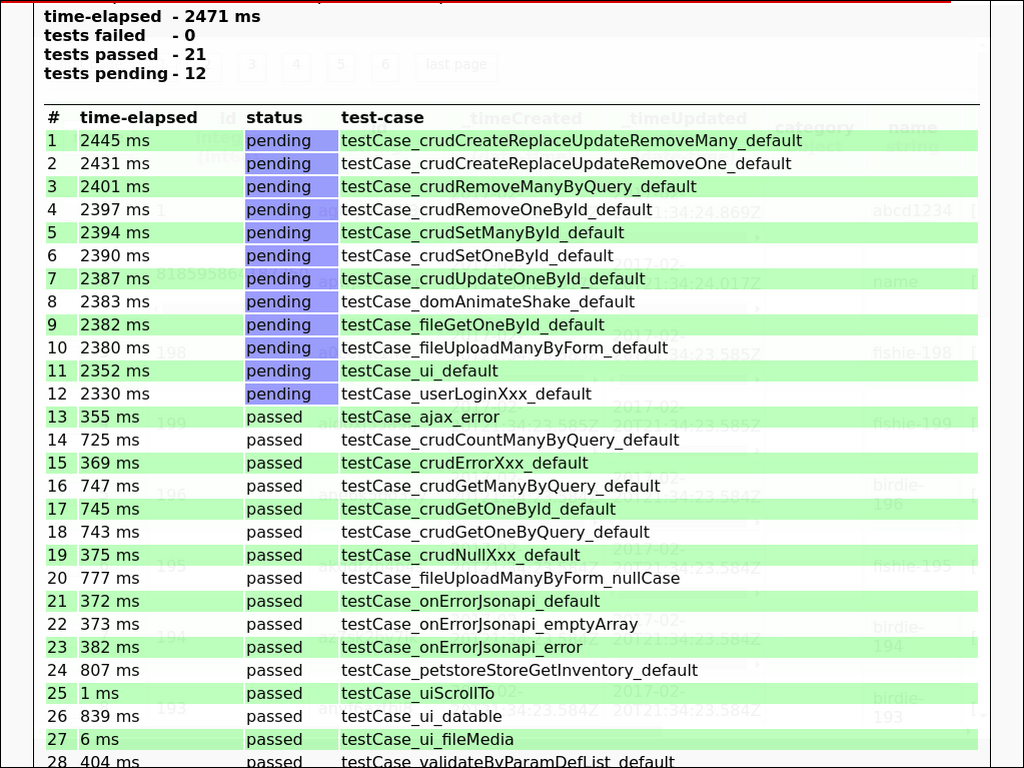 time-elapsed - 2471 ms
tests failed - 0
tests passed - 21
tests pending - 12
3 4 5 6 last page
# time-elapsed status test-case
1 2445 ms pending testCase_crudCreateReplaceUpdateRemoveMany_default
2 2431 ms pending testCase_crudCreateReplaceUpdateRemoveOne_default
3 2401 ms pending testCase_crudRemoveManyByQuery_default
4 2397 ms pending testCase_crudRemoveOneById_default
5 2394 ms pending testCase_crudSetManyById_default
6 2390 ms pending testCase_crudSetOneById_default
7 2387 ms pending testCase_crudUpdateOneById_default
8 2383 ms pending testCase_domAnimateShake_default
9 2382 ms pending testCase_fileGetOneById_default
10 2380 ms pending testCase_fileUploadManyByForm_default
11 2352 ms pending testCase_ui_default
12 2330 ms pending testCase_userLoginXxx_default
13 355 ms passed testCase_ajax_error
14 725 ms passed testCase_crudCountManyByQuery_default
15 369 ms passed testCase_crudErrorXxx_default
16 747 ms passed testCase_crudGetManyByQuery_default
17 745 ms passed testCase_crudGetOneById_default
18 743 ms passed testCase_crudGetOneByQuery_default
19 375 ms passed testCase_crudNullXxx_default
20 777 ms passed testCase_fileUploadManyByForm_nullCase
21 372 ms passed testCase_onErrorJsonapi_default
22 373 ms passed testCase_onErrorJsonapi_emptyArray
23 382 ms passed testCase_onErrorJsonapi_error
24 807 ms passed testCase_petstoreStoreGetInventory_default
25 1 ms passed testCase_uiScrollTo
26 839 ms passed testCase_ui_datable
27 6 ms passed testCase_ui_fileMedia
28 404 ms passed testCase_validateByParamDefList_default